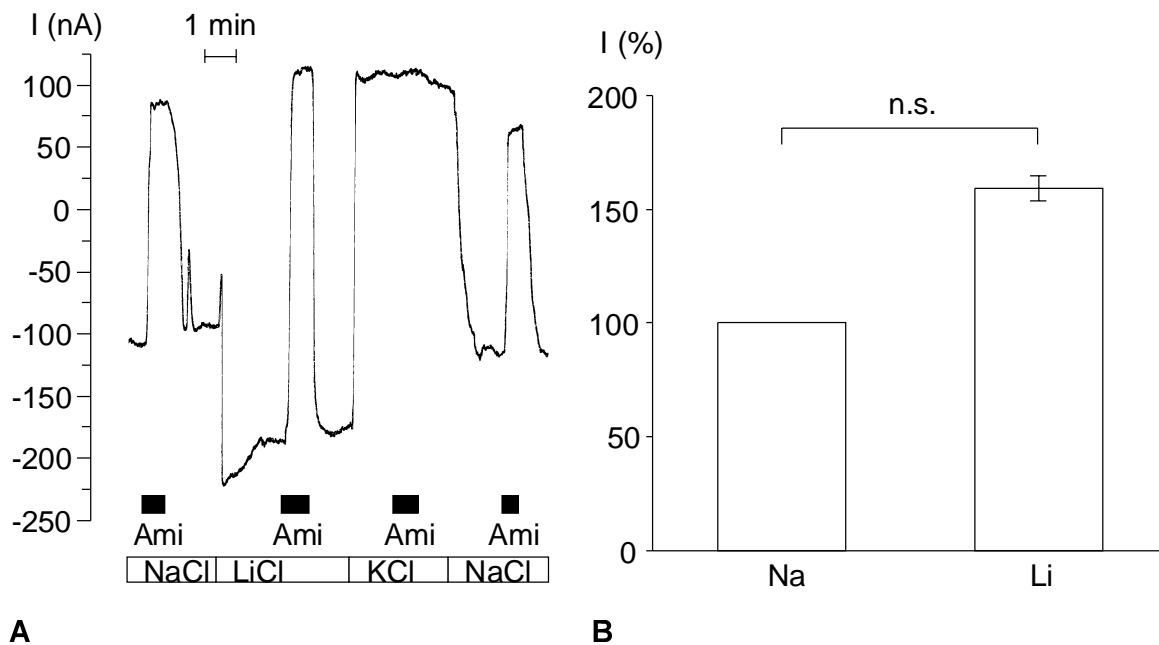 I (nA)
1 min
100
50
0
-50
-100
-150
-200
-250
Ami Ami Ami Ami
NaCl LiCl KCl NaCl
A
I (%)
200
150
100
50
0
n.s.
Na Li
B